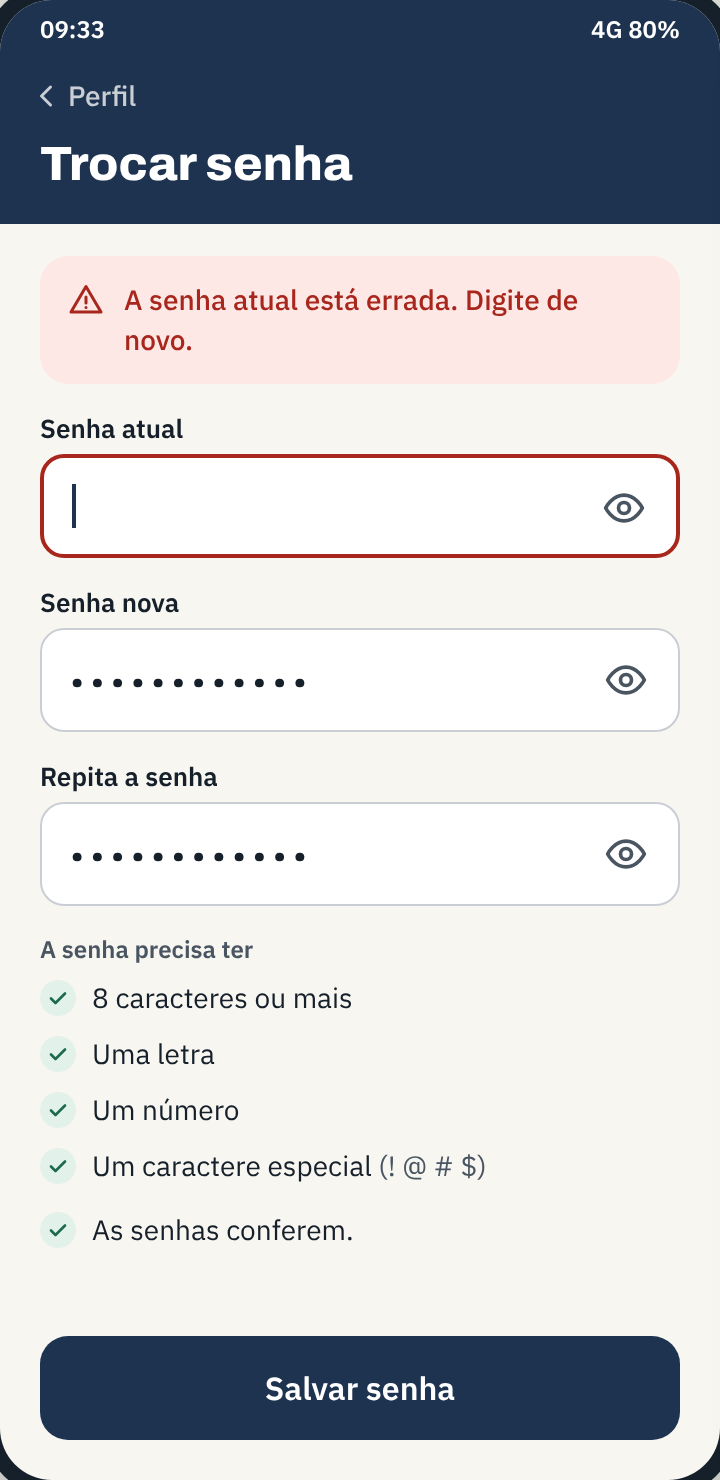 09:33
4G 80%
Perfil
Trocar senha
A senha atual está errada. Digite de
novo.
Senha atual
Senha nova
••••••••••••
Repita a senha
••••••••••••
A senha precisa ter
8 caracteres ou mais
Uma letra
Um número
Um caractere especial (! @ # $)
As senhas conferem.
Salvar senha